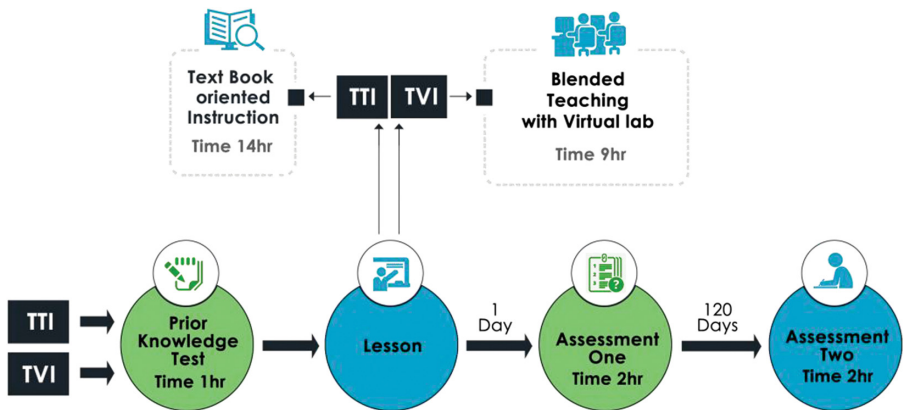 Text Book
oriented
Instruction
Time 14hr
TTI
TVI
Blended
Teaching
with Virtual lab
Time 9hr
TTI
TVI
Prior
Knowledge
Test
Time 1hr
Lesson
1
Day
Assessment
One
Time 2hr
120
Days
Assessment
Two
Time 2hr